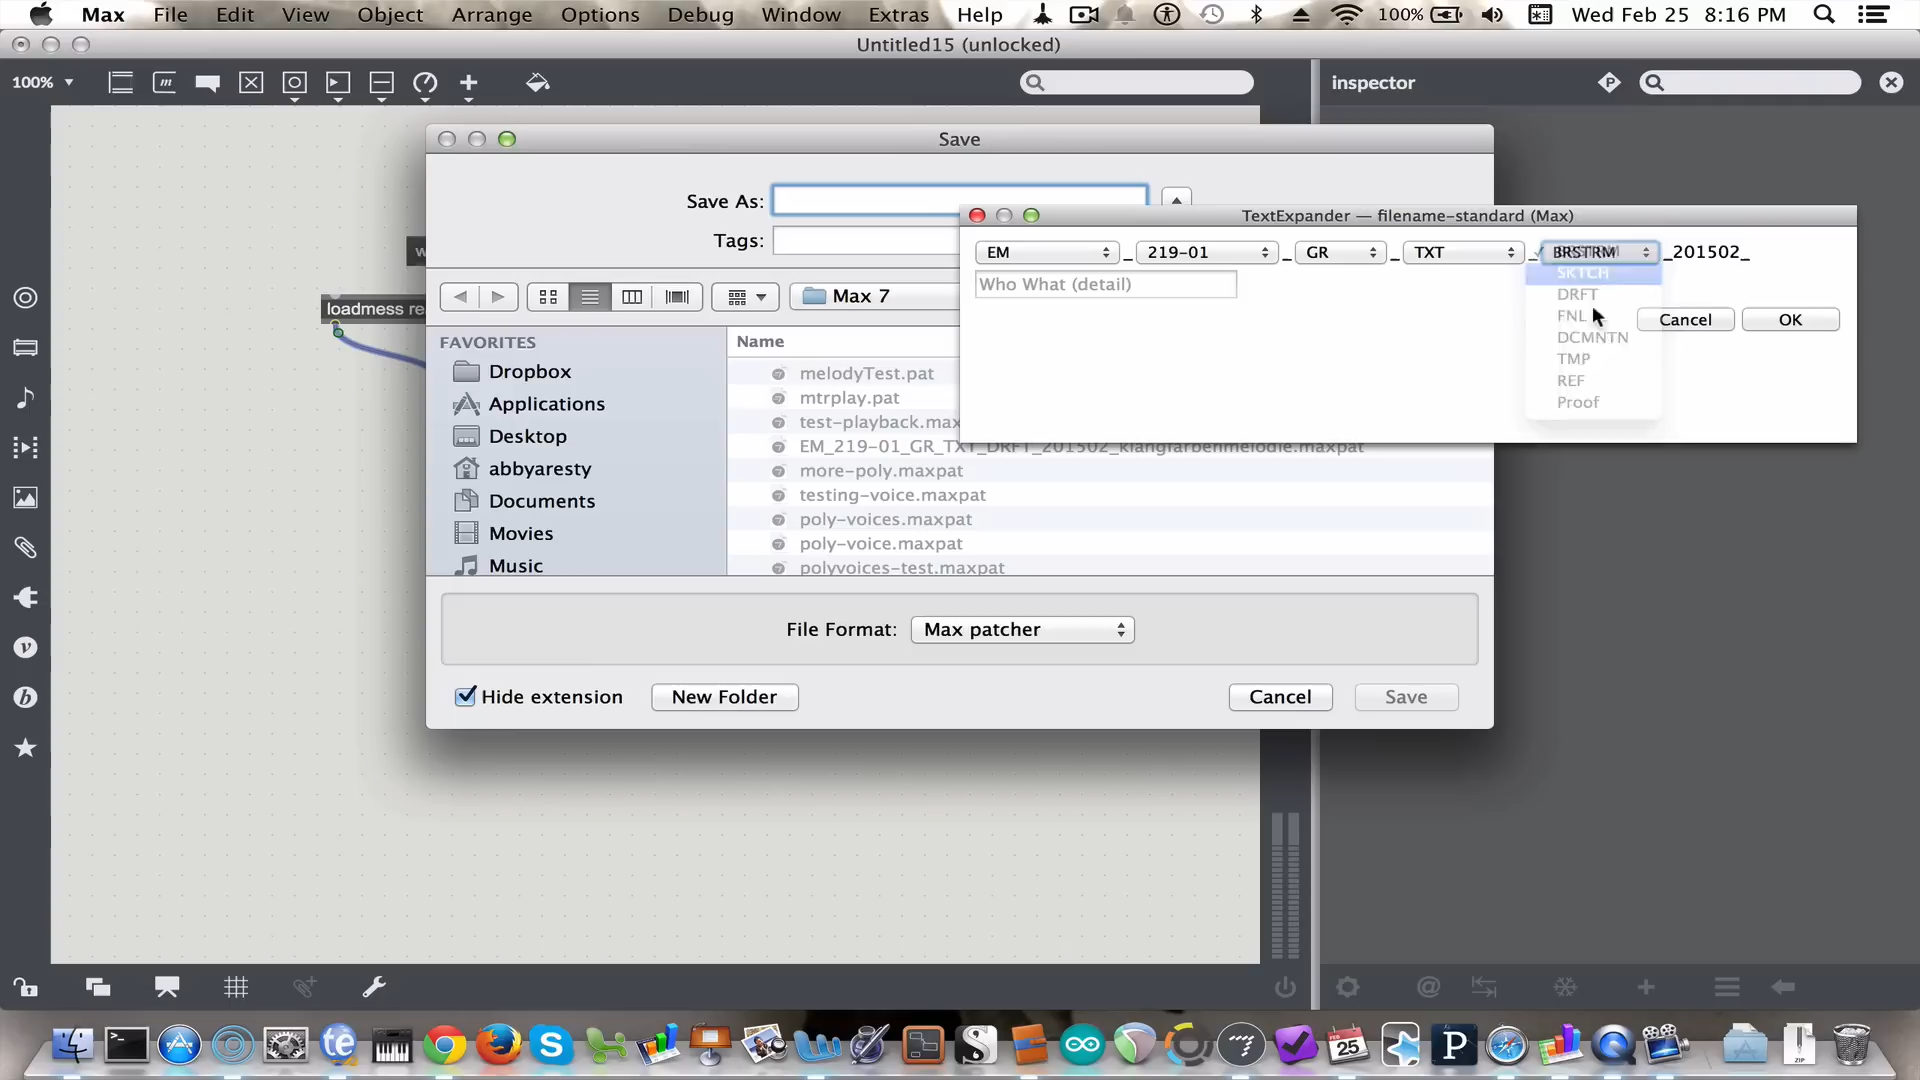 Max File Edit View Object Arrange Options Debug Window Extras Help 100% Wed Feb 25 8:16 PM
Untitled15 (unlocked)
100%
inspector
Save
Save As:
TextExpander — filename-standard (Max)
Tags:
EM _ 219-01 _ GR _ TXT _ BRSTRM _201502_
Who What (detail)
SKTCH
DRFT
FNL
DCMNTN
TMP
REF
Proof
Cancel OK
Max 7
loadmess re
FAVORITES
Dropbox
Applications
Desktop
abbyaresty
Documents
Movies
Music
Name
melodyTest.pat
mtrplay.pat
test-playback.max
EM_219-01_GR_TXT_DRFT_201502_klangfarbenmelodie.maxpat
more-poly.maxpat
testing-voice.maxpat
poly-voices.maxpat
poly-voice.maxpat
polyvoices-test.maxpat
File Format: Max patcher
Hide extension New Folder Cancel Save